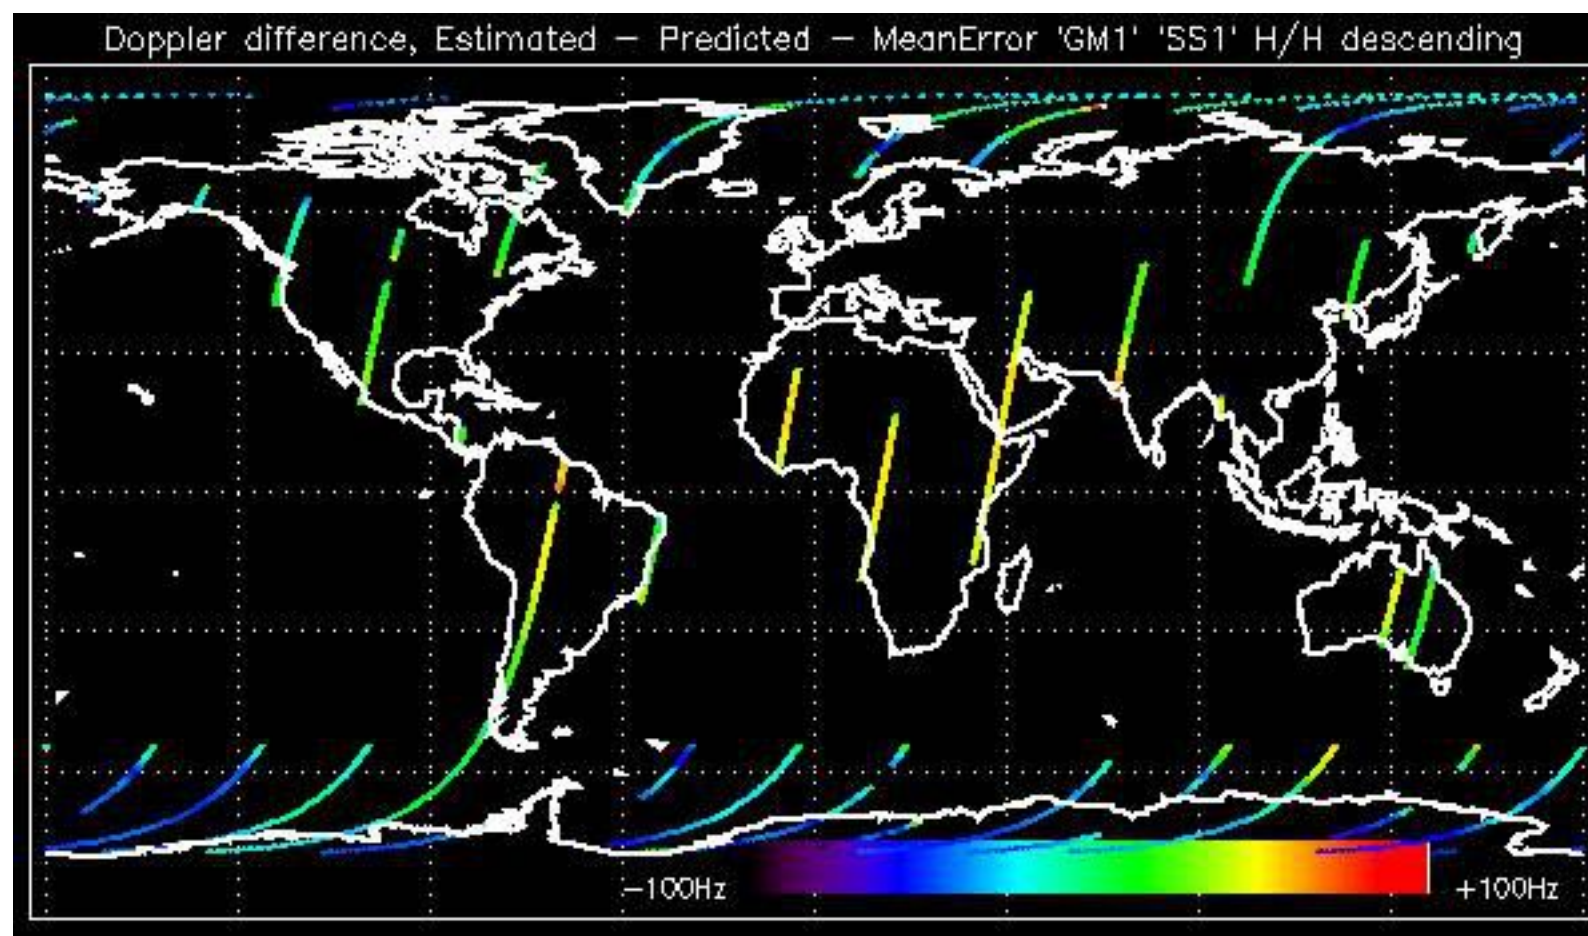 Doppler difference, Estimated – Predicted – MeanError 'GM1' 'SS1' H/H descending
–100Hz
+100Hz